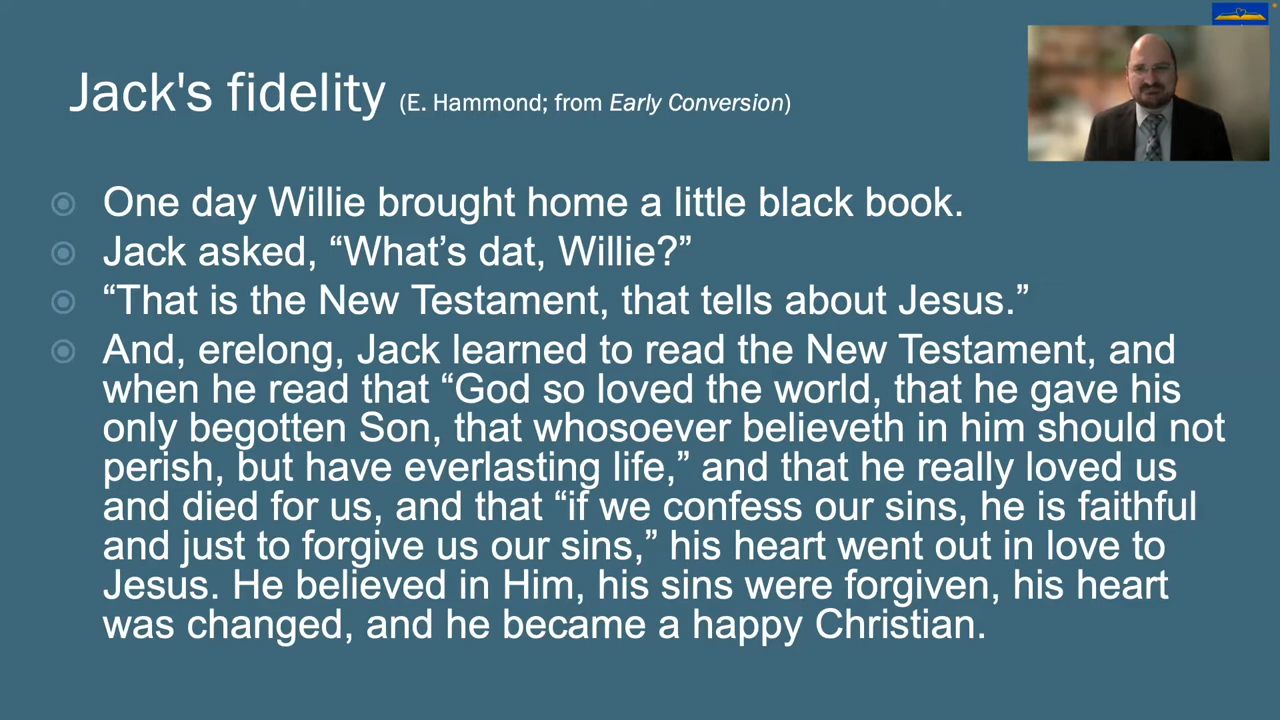 Jack's fidelity (E. Hammond; from Early Conversion)
One day Willie brought home a little black book.
Jack asked, “What’s dat, Willie?”
“That is the New Testament, that tells about Jesus.”
And, erelong, Jack learned to read the New Testament, and
when he read that “God so loved the world, that he gave his
only begotten Son, that whosoever believeth in him should not
perish, but have everlasting life,” and that he really loved us
and died for us, and that “if we confess our sins, he is faithful
and just to forgive us our sins,” his heart went out in love to
Jesus. He believed in Him, his sins were forgiven, his heart
was changed, and he became a happy Christian.